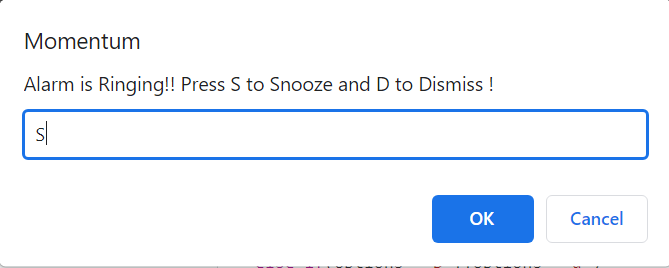 Momentum
Alarm is Ringing!! Press S to Snooze and D to Dismiss !
S
OK
Cancel